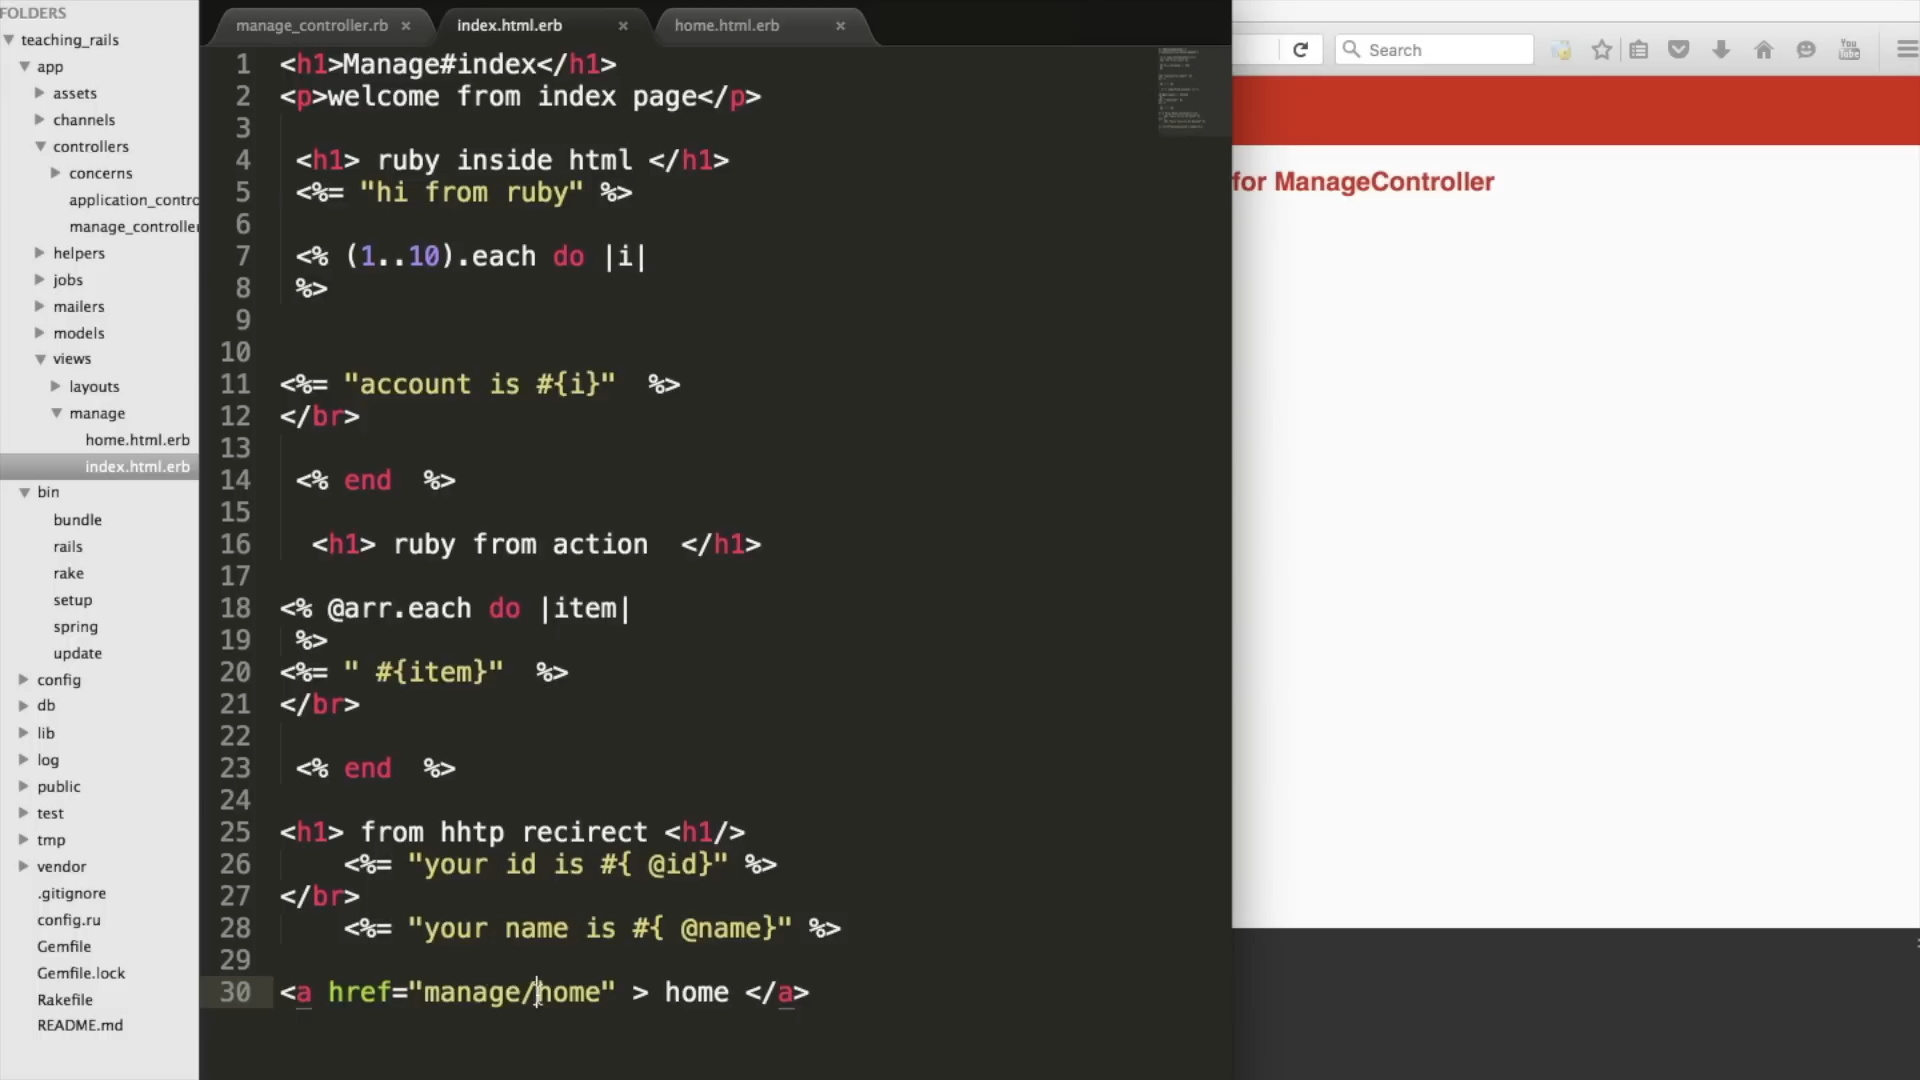 FOLDERS
teaching_rails
app
assets
channels
controllers
concerns
application_contro
manage_controller
helpers
jobs
mailers
models
views
layouts
manage
home.html.erb
index.html.erb
bin
bundle
rails
rake
setup
spring
update
config
db
lib
log
public
test
tmp
vendor
.gitignore
config.ru
Gemfile
Gemfile.lock
Rakefile
README.md
manage_controller.rb ×
index.html.erb ×
home.html.erb ×
1 <h1>Manage#index</h1>
2 <p>welcome from index page</p>
3
4 <h1> ruby inside html </h1>
5 <%= "hi from ruby" %>
6
7 <% (1..10).each do |i|
8 %>
9
10
11 <%= "account is #{i}"  %>
12 </br>
13
14 <% end  %>
15
16 <h1> ruby from action  </h1>
17
18 <% @arr.each do |item|
19 %>
20 <%= " #{item}"  %>
21 </br>
22
23 <% end  %>
24
25 <h1> from hhtp recirect <h1/>
26 <%= "your id is #{ @id}" %>
27 </br>
28 <%= "your name is #{ @name}" %>
29
30 <a href="manage/home" > home </a>
Search
You
Tube
for ManageController